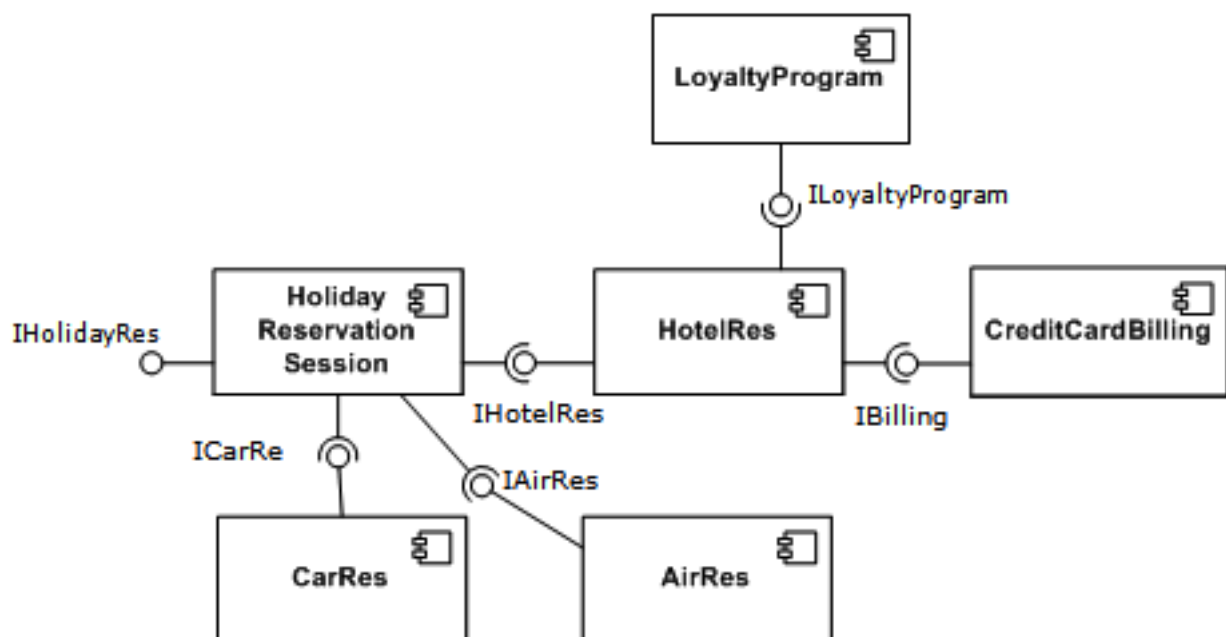 LoyaltyProgram
ILoyaltyProgram
Holiday
Reservation
Session
HotelRes
CreditCardBilling
IHolidayRes
IHotelRes
IBilling
ICarRe
IAirRes
CarRes
AirRes